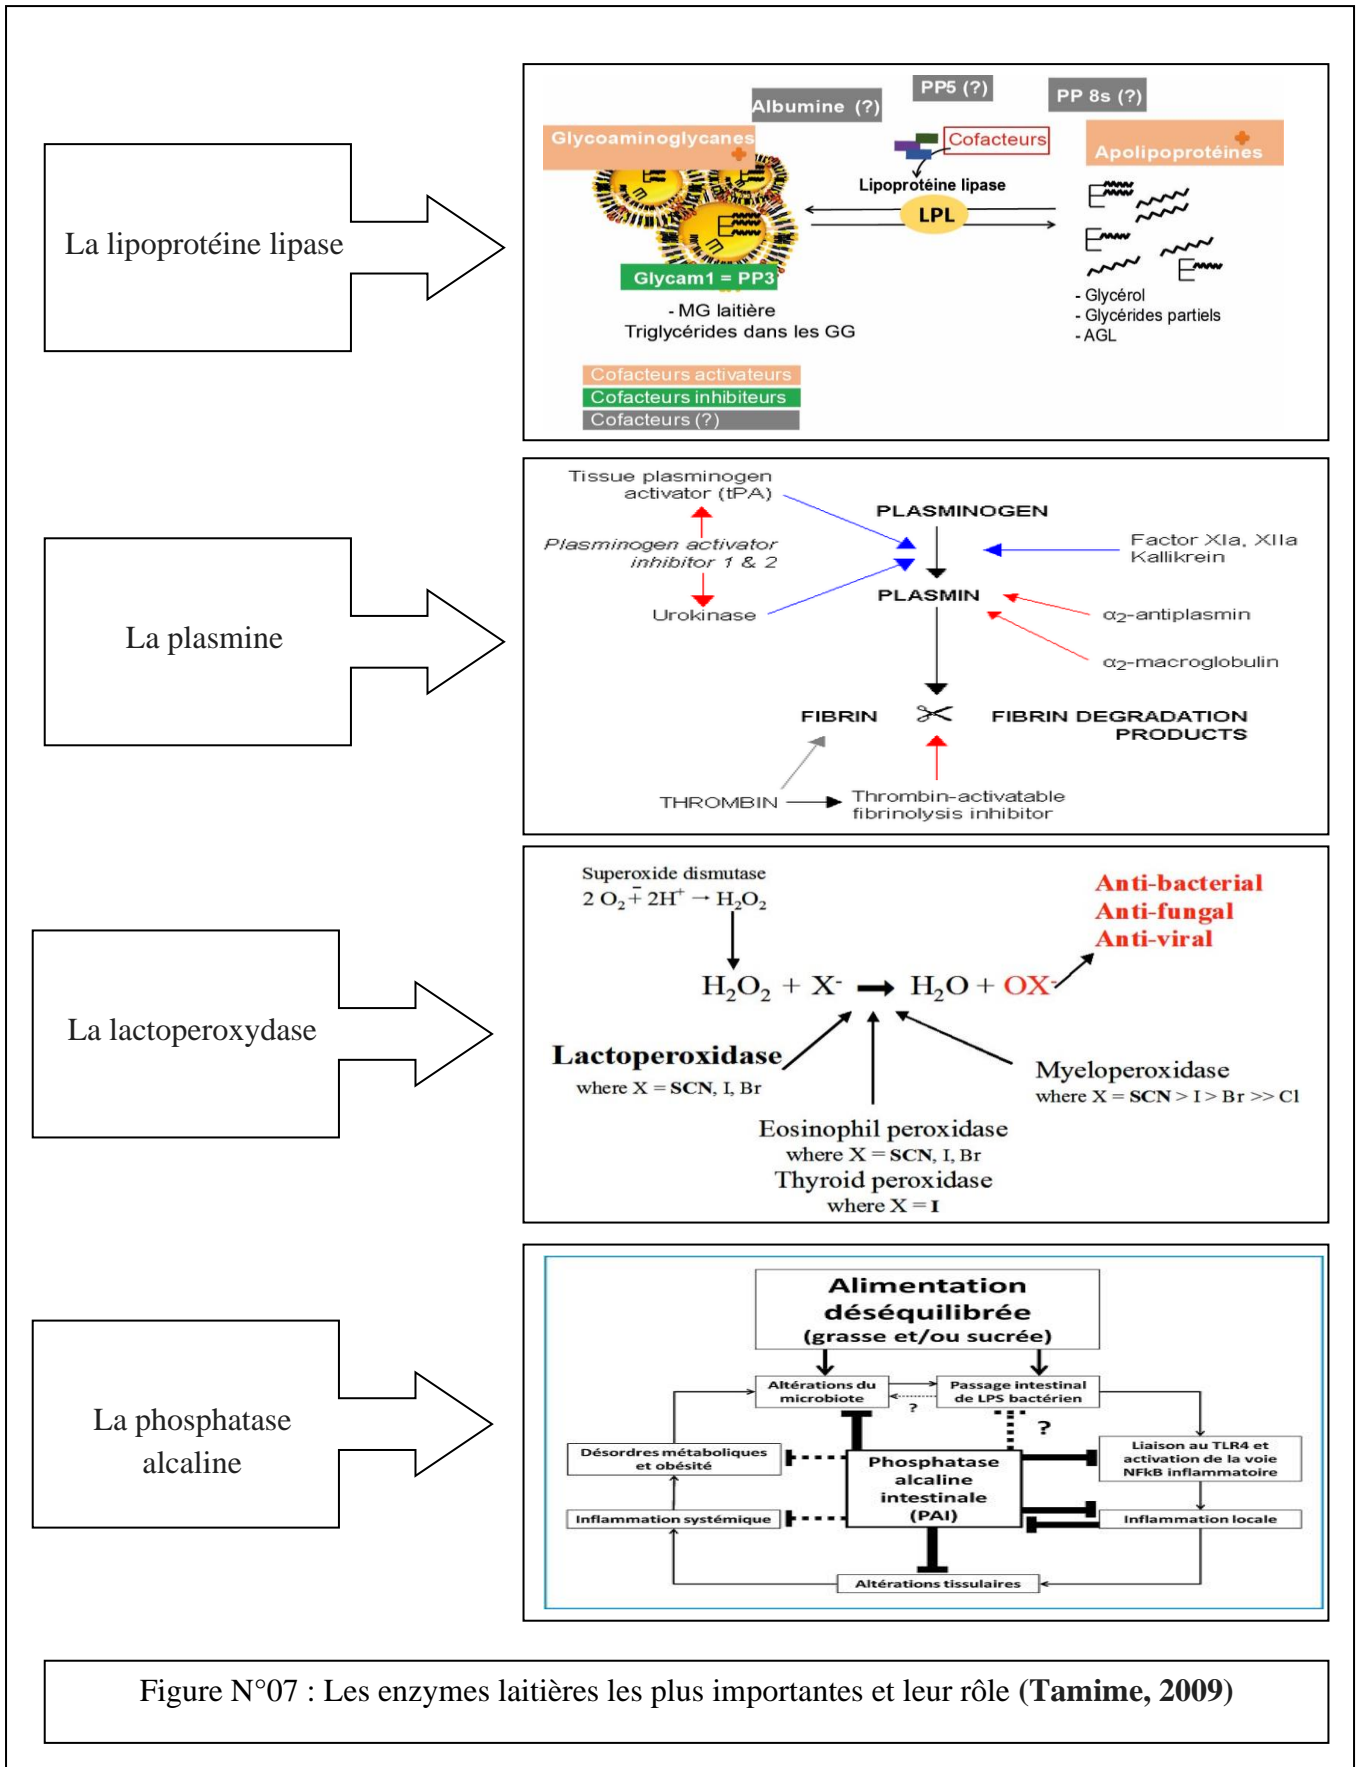 La lipoprotéine lipase
Albumine (?)
PP5 (?)
PP 8s (?)
Glycoaminoglycanes
Cofacteurs
Apolipoprotéines
Lipoprotéine lipase
LPL
Glycam1 = PP3
- MG laitière
Triglycérides dans les GG
- Glycérol
- Glycérides partiels
- AGL
Cofacteurs activateurs
Cofacteurs inhibiteurs
Cofacteurs (?)
La plasmine
Tissue plasminogen
activator (tPA)
PLASMINOGEN
Plasminogen activator
inhibitor 1 & 2
Factor XIa, XIIa
Kallikrein
PLASMIN
Urokinase
α2-antiplasmin
α2-macroglobulin
FIBRIN
FIBRIN DEGRADATION
PRODUCTS
THROMBIN
Thrombin-activatable
fibrinolysis inhibitor
La lactoperoxydase
Superoxide dismutase
2 O₂⁻+ 2H⁺ → H₂O₂
Anti-bacterial
Anti-fungal
Anti-viral
H₂O₂ + X⁻ → H₂O + OX⁻
Lactoperoxidase
where X = SCN, I, Br
Myeloperoxidase
where X = SCN > I > Br >> Cl
Eosinophil peroxidase
where X = SCN, I, Br
Thyroid peroxidase
where X = I
La phosphatase
alcaline
Alimentation
déséquilibrée
(grasse et/ou sucrée)
Altérations du
microbiote
Passage intestinal
de LPS bactérien
?
?
Désordres métaboliques
et obésité
Phosphatase
alcaline
intestinale
(PAI)
Liaison au TLR4 et
activation de la voie
NFkB inflammatoire
Inflammation systémique
Inflammation locale
Altérations tissulaires
Figure N°07 : Les enzymes laitières les plus importantes et leur rôle (Tamime, 2009)